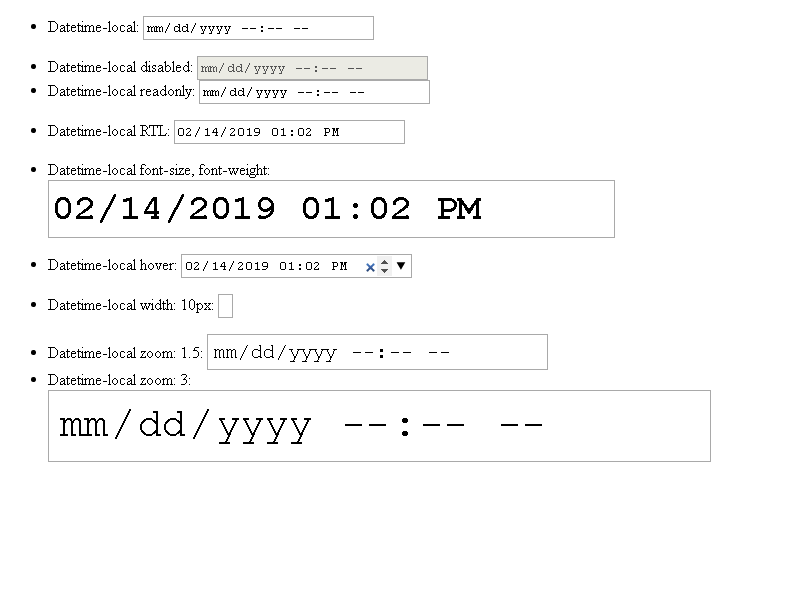 Datetime-local: mm/dd/yyyy --:-- --
Datetime-local disabled: mm/dd/yyyy --:-- --
Datetime-local readonly: mm/dd/yyyy --:-- --
Datetime-local RTL: 02/14/2019 01:02 PM
Datetime-local font-size, font-weight:
02/14/2019 01:02 PM
Datetime-local hover: 02/14/2019 01:02 PM
Datetime-local width: 10px:
Datetime-local zoom: 1.5: mm/dd/yyyy --:-- --
Datetime-local zoom: 3:
mm/dd/yyyy --:-- --